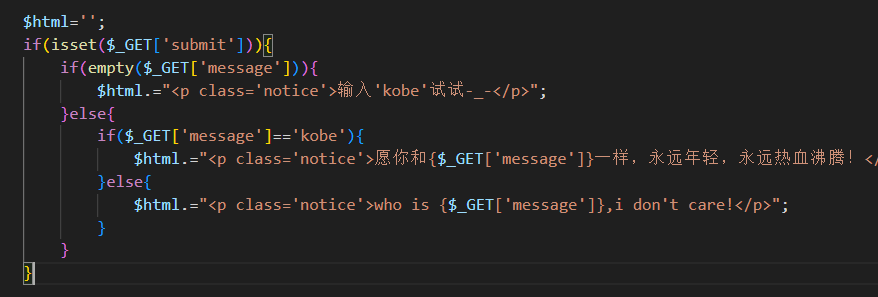 $html='';
if(isset($_GET['submit'])){
if(empty($_GET['message'])){
$html.="<p class='notice'>输入'kobe'试试-_-</p>";
}else{
if($_GET['message']=='kobe'){
$html.="<p class='notice'>愿你和{$_GET['message']}一样，永远年轻，永远热血沸腾！</
}else{
$html.="<p class='notice'>who is {$_GET['message']},i don't care!</p>";
}
}
}